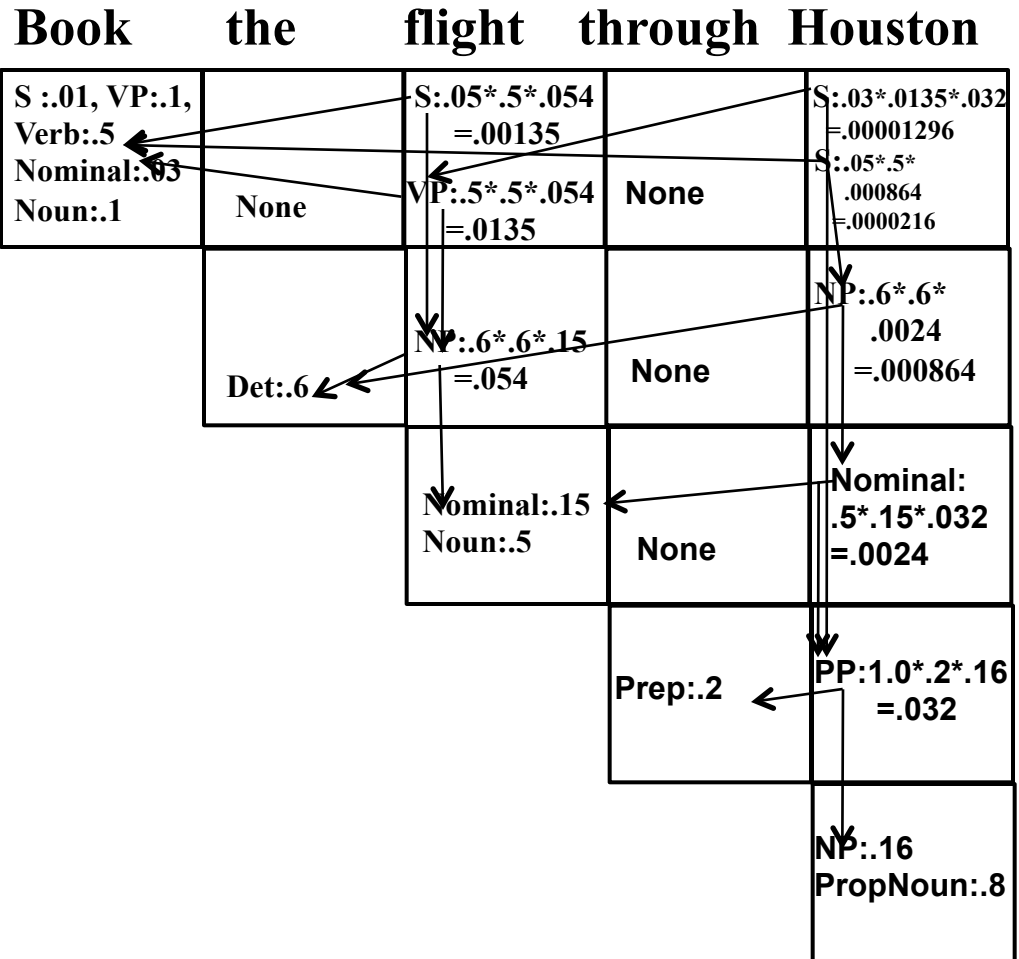 Book the flight through Houston
S :.01, VP:.1,
Verb:.5
Nominal:.03
Noun:.1
None
S:.05*.5*.054
=.00135
VP:.5*.5*.054
=.0135
None
S:.03*.0135*.032
=.00001296
S:.05*.5*
.000864
=.0000216
Det:.6
NP:.6*.6*.15
=.054
None
NP:.6*.6*
.0024
=.000864
Nominal:.15
Noun:.5
None
Nominal:
.5*.15*.032
=.0024
Prep:.2
PP:1.0*.2*.16
=.032
NP:.16
PropNoun:.8